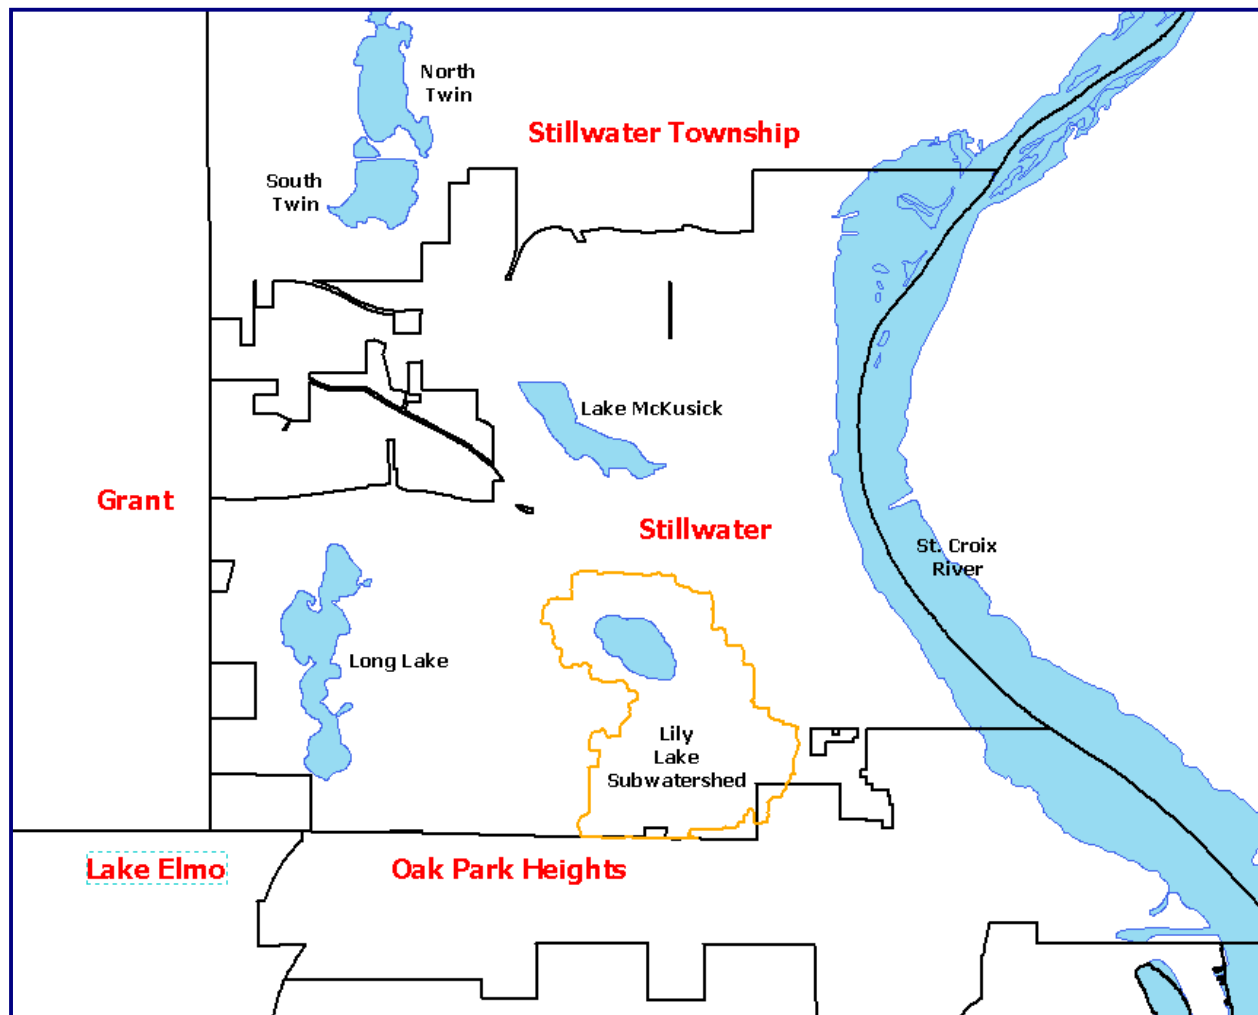 North
Twin
Stillwater Township
South
Twin
Lake McKusick
Grant
Stillwater
St. Croix
River
Long Lake
Lily
Lake
Subwatershed
Lake Elmo
Oak Park Heights